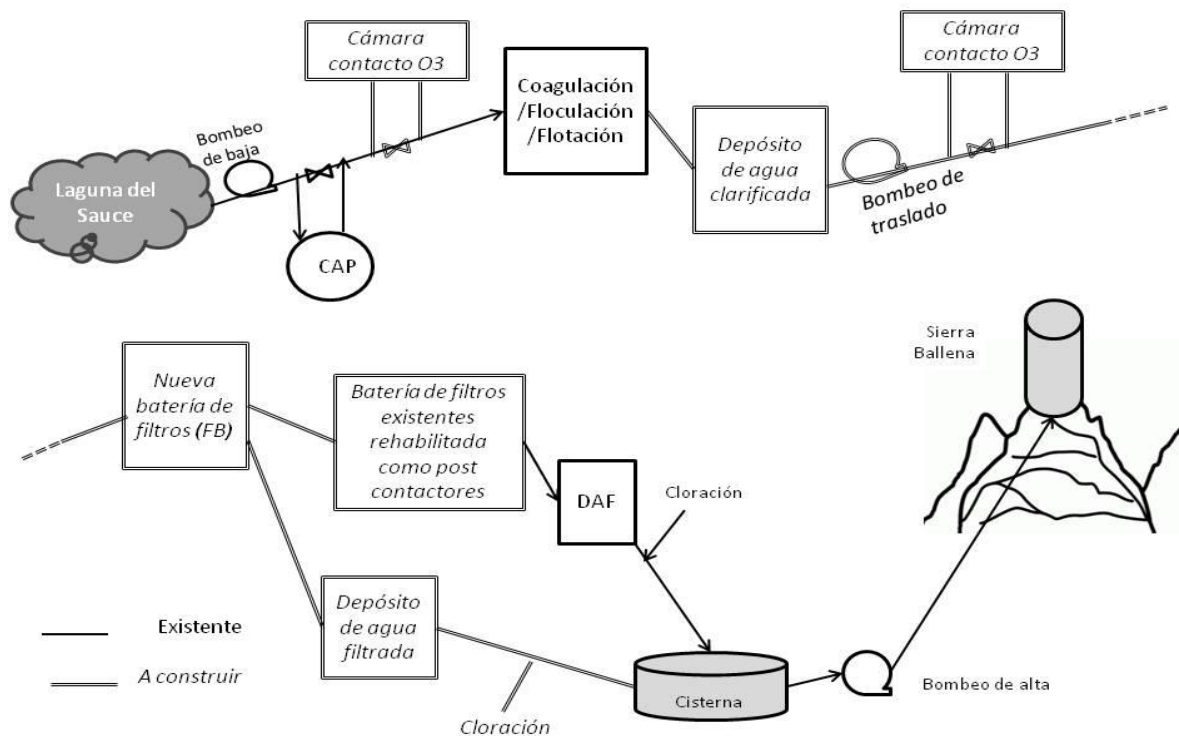 Cámara
contacto O3
Coagulación
/Floculación
/Flotación
Cámara
contacto O3
Bombeo
de baja
Laguna del
Sauce
CAP
Depósito
de agua
clarificada
Bombeo de
traslado
Sierra
Ballena
Nueva
batería de
filtros (FB)
Batería de filtros
existentes
rehabilitada
como post
contactores
DAF
Cloración
Depósito
de agua
filtrada
Existente
A construir
Cloración
Cisterna
Bombeo de alta